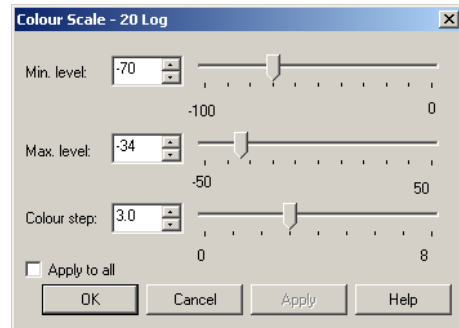 Colour Scale - 20 Log
Min. level: -70
-100 0
Max. level: -34
-50 50
Colour step: 3.0
0 8
Apply to all
OK Cancel Apply Help